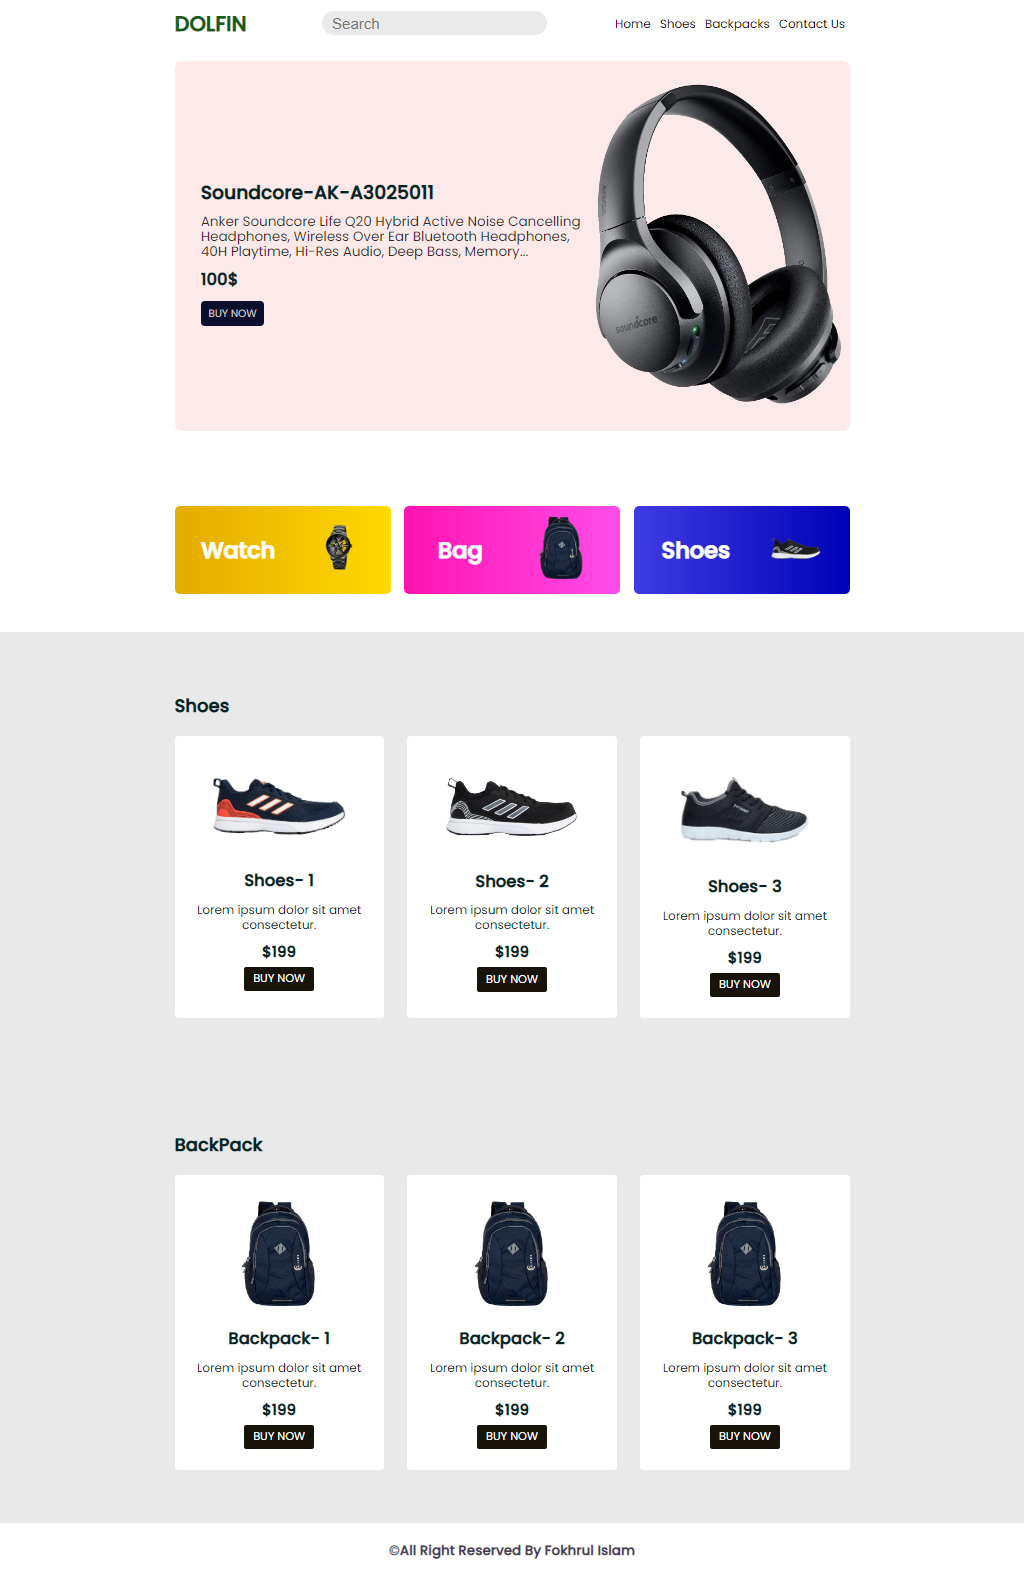 DOLFIN
Search
Home Shoes Backpacks Contact Us
Soundcore-AK-A3025011
Anker Soundcore Life Q20 Hybrid Active Noise Cancelling
Headphones, Wireless Over Ear Bluetooth Headphones,
40H Playtime, Hi-Res Audio, Deep Bass, Memory...
100$
BUY NOW
soundcore
Watch
Bag
Shoes
Shoes
Shoes- 1
Lorem ipsum dolor sit amet
consectetur.
$199
BUY NOW
Shoes- 2
Lorem ipsum dolor sit amet
consectetur.
$199
BUY NOW
Shoes- 3
Lorem ipsum dolor sit amet
consectetur.
$199
BUY NOW
BackPack
Backpack- 1
Lorem ipsum dolor sit amet
consectetur.
$199
BUY NOW
Backpack- 2
Lorem ipsum dolor sit amet
consectetur.
$199
BUY NOW
Backpack- 3
Lorem ipsum dolor sit amet
consectetur.
$199
BUY NOW
©All Right Reserved By Fokhrul Islam